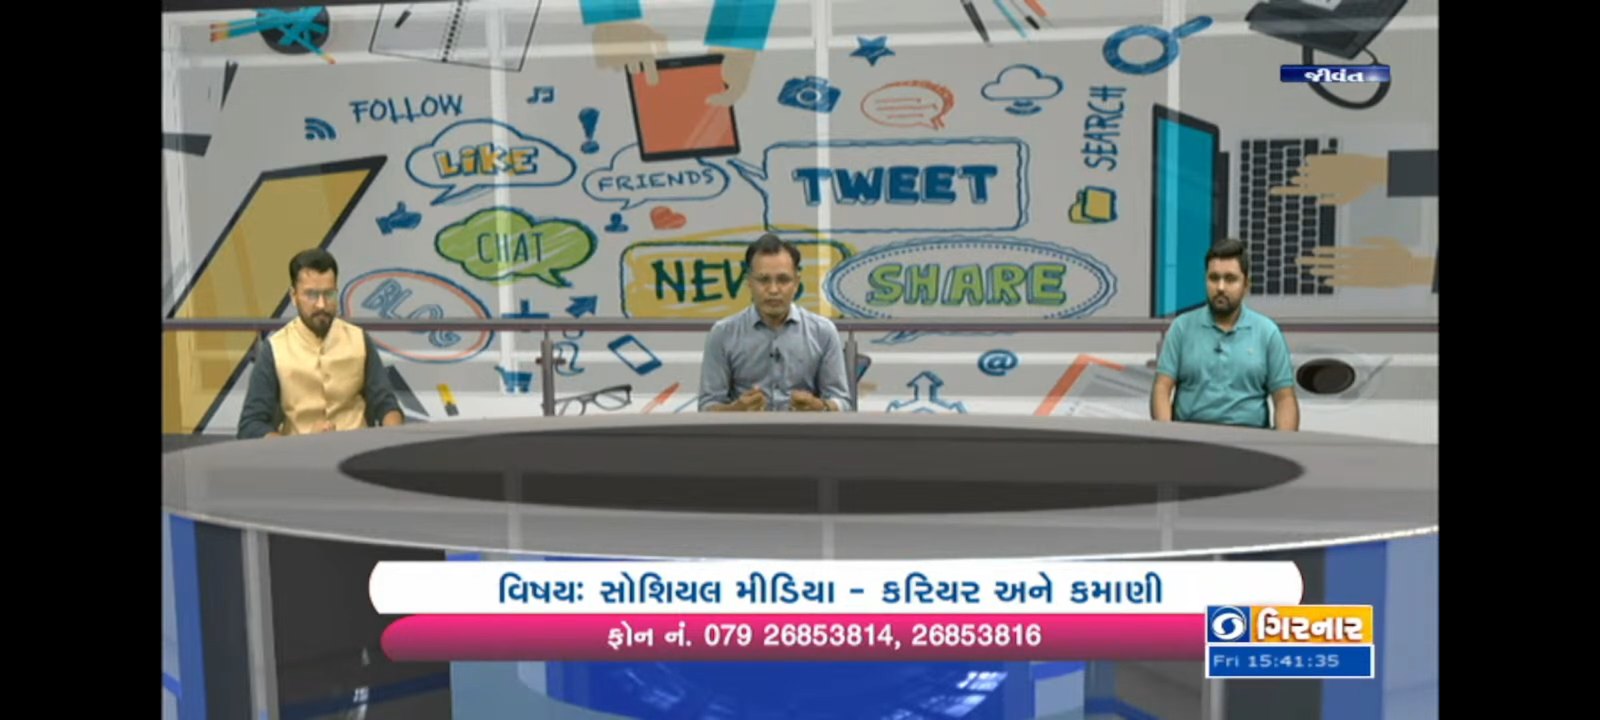 જીવંત
FOLLOW
LIKE
FRIENDS
TWEET
SEARCH
CHAT
NEWS
SHARE
BLOG
@
વિષયઃ સોશિયલ મીડિયા - કરિયર અને કમાણી
ફોન નં. 079 26853814, 26853816
ગિરનાર
Fri 15:41:35